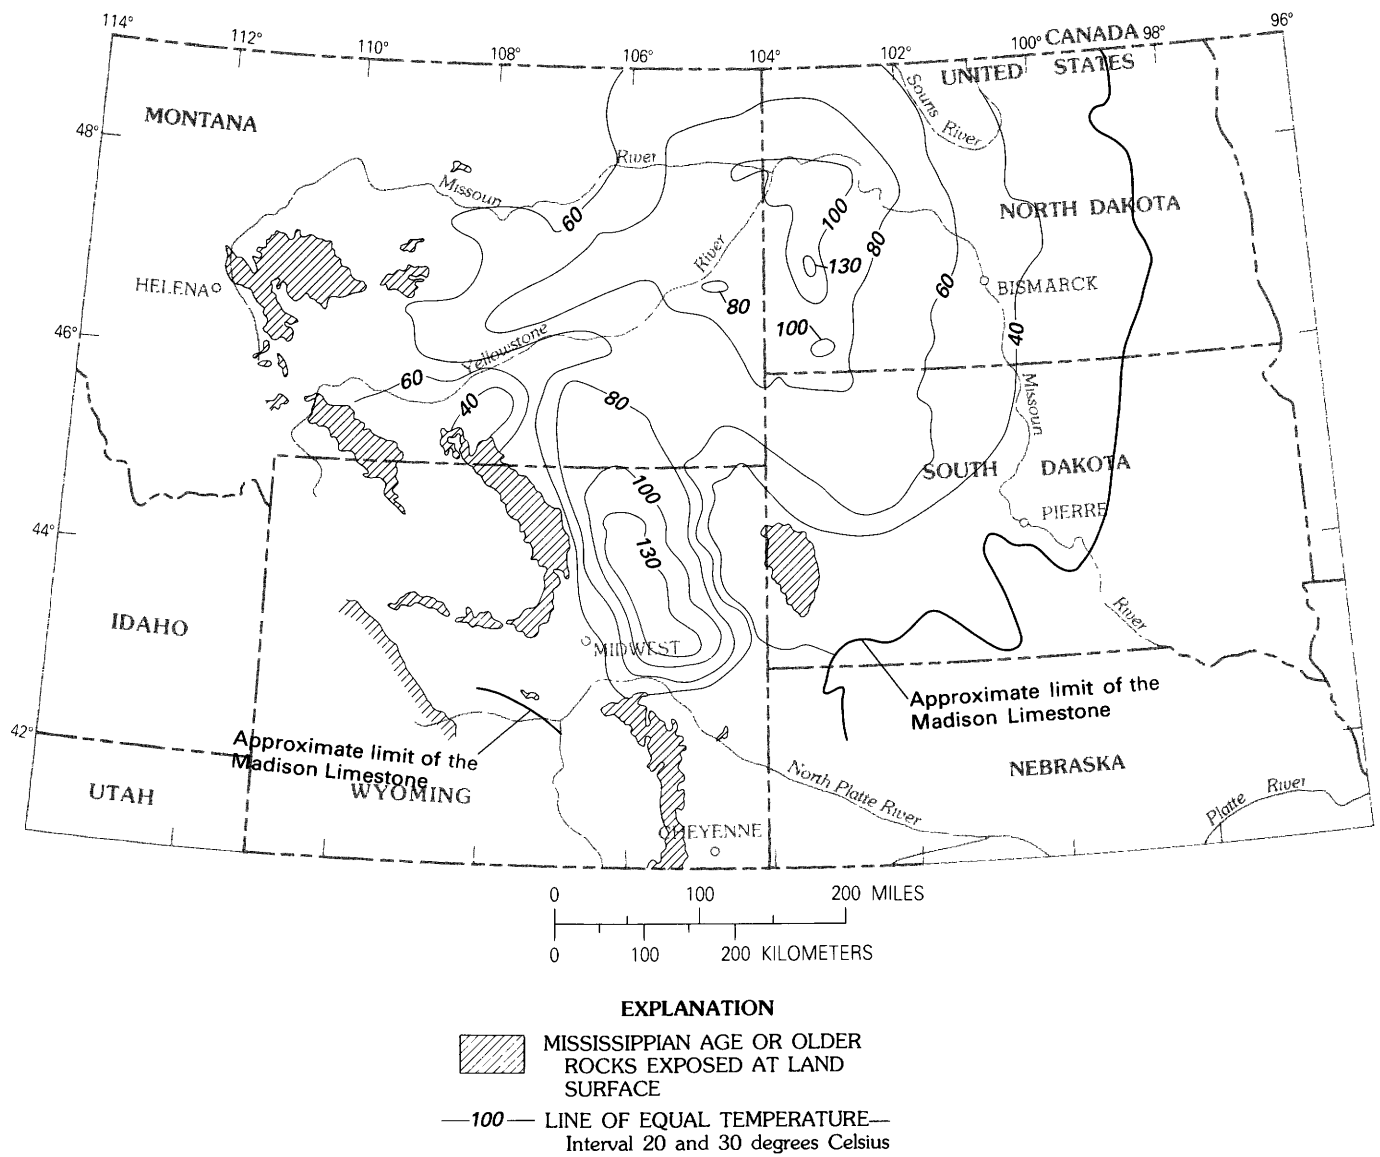 114°
112°
110°
108°
106°
104°
102°
100°
CANADA
98°
96°
UNITED STATES
Souris
River
MONTANA
48°
River
Missouri
60
100
80
NORTH DAKOTA
River
130
HELENA
60
BISMARCK
80
46°
100
40
Yellowstone
60
40
80
Missouri
SOUTH DAKOTA
100
PIERRE
44°
130
IDAHO
River
MIDWEST
Approximate limit of the
Madison Limestone
42°
Approximate limit of the
Madison Limestone
NEBRASKA
UTAH
WYOMING
North Platte River
Platte River
CHEYENNE
0 100 200 MILES
0 100 200 KILOMETERS
EXPLANATION
MISSISSIPPIAN AGE OR OLDER
ROCKS EXPOSED AT LAND
SURFACE
—100— LINE OF EQUAL TEMPERATURE—
Interval 20 and 30 degrees Celsius